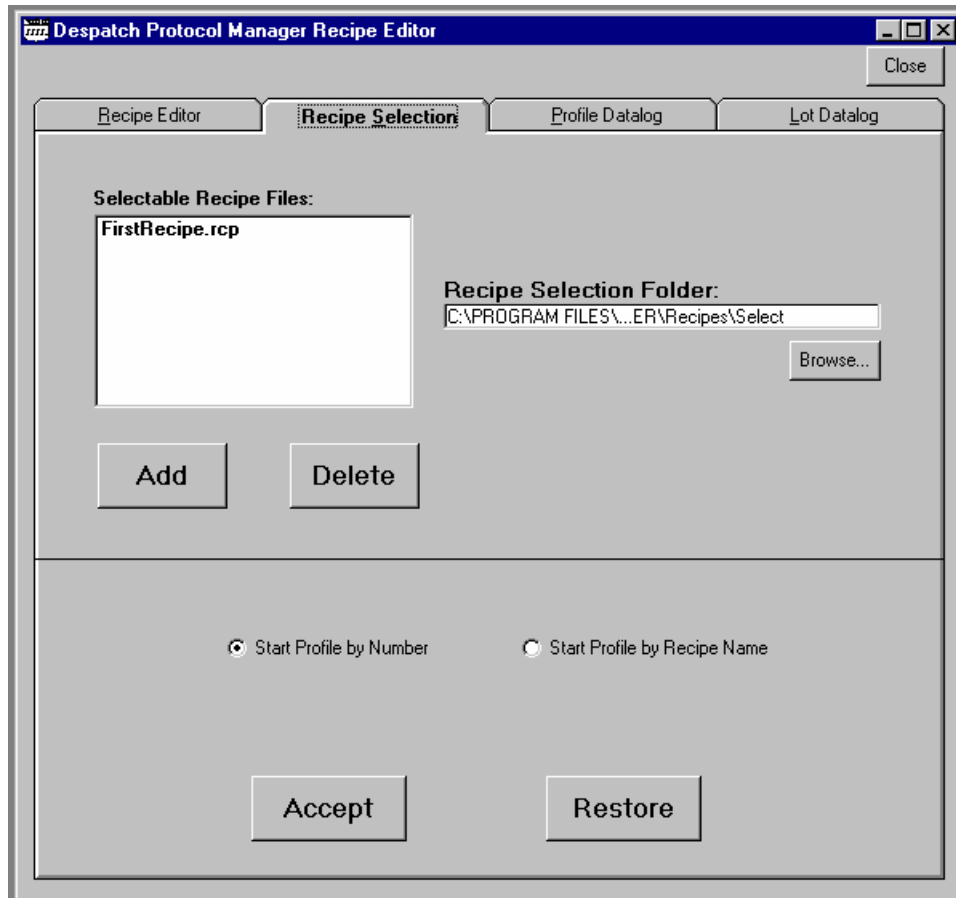 Despatch Protocol Manager Recipe Editor
Close
Recipe Editor
Recipe Selection
Profile Datalog
Lot Datalog
Selectable Recipe Files:
FirstRecipe.rcp
Recipe Selection Folder:
C:\PROGRAM FILES\...ER\Recipes\Select
Browse...
Add
Delete
Start Profile by Number
Start Profile by Recipe Name
Accept
Restore